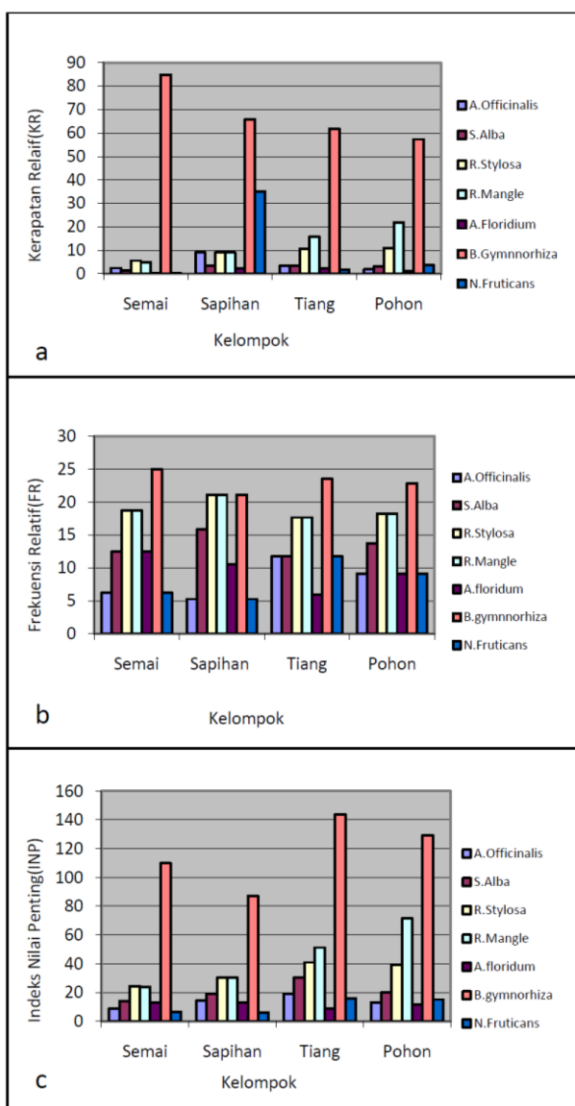 Kerapatan Relaif(KR)
90
80
70
60
50
40
30
20
10
0
Semai Sapihan Tiang Pohon
Kelompok
A.Officinalis
S.Alba
R.Stylosa
R.Mangle
A.Floridium
B.Gymnnorhiza
N.Fruticans
a
Frekuensi Relatif(FR)
30
25
20
15
10
5
0
Semai Sapihan Tiang Pohon
Kelompok
A.Officinalis
S.Alba
R.Stylosa
R.Mangle
A.floridum
B.gymnnorhiza
N.Fruticans
b
Indeks Nilai Penting(INP)
160
140
120
100
80
60
40
20
0
Semai Sapihan Tiang Pohon
Kelompok
A.Officinalis
S.Alba
R.Stylosa
R.Mangle
A.floridum
B.gymnorhiza
N.Fruticans
c